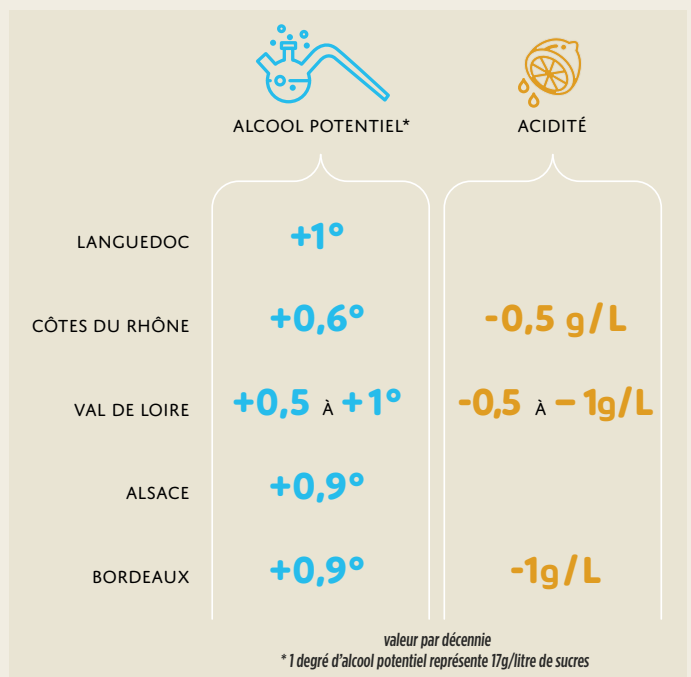 ALCOOL POTENTIEL* ACIDITÉ
LANGUEDOC +1°
CÔTES DU RHÔNE +0,6° -0,5 g/L
VAL DE LOIRE +0,5 À +1° -0,5 À – 1g/L
ALSACE +0,9°
BORDEAUX +0,9° -1g/L
valeur par décennie
* 1 degré d'alcool potentiel représente 17g/litre de sucres